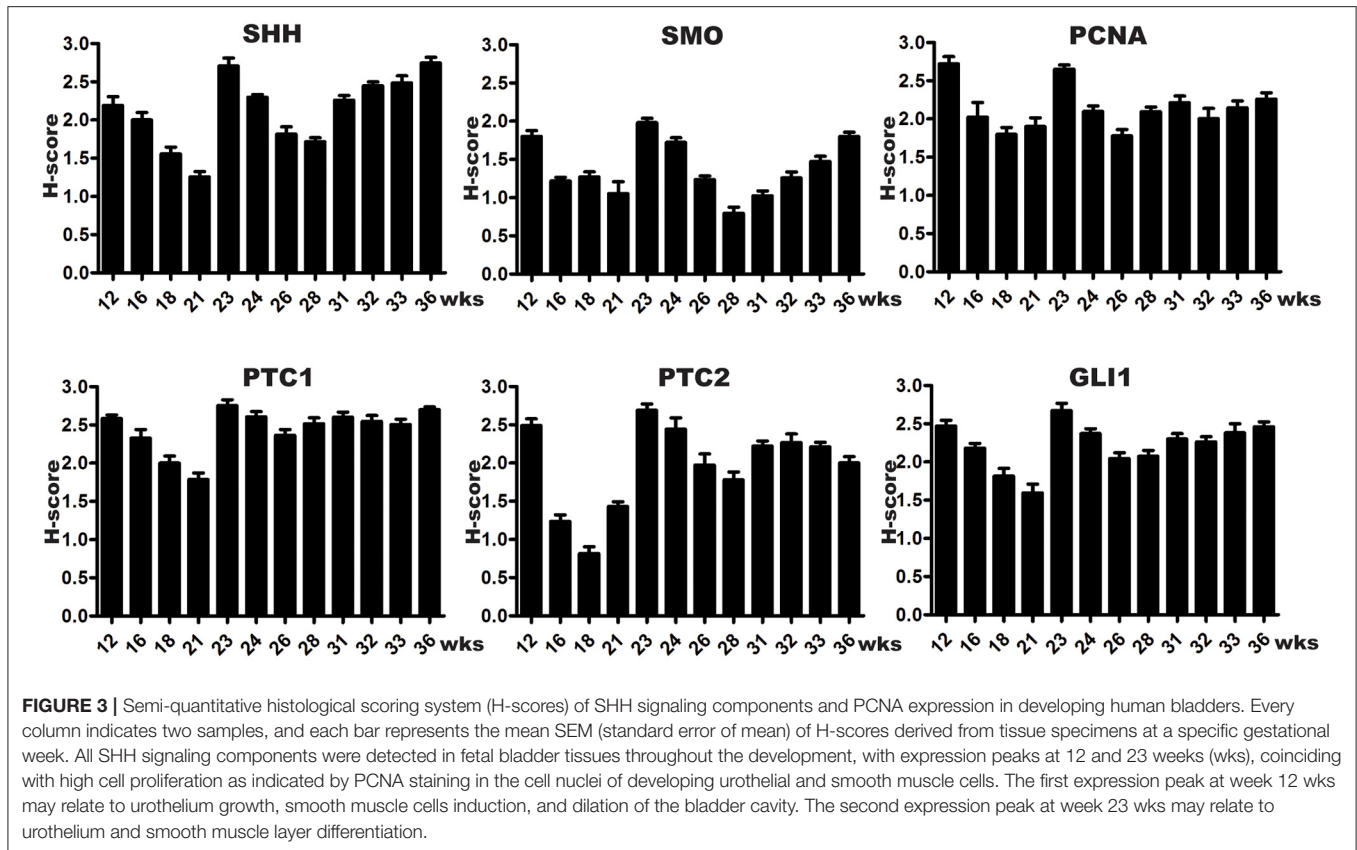 SHH
SMO
PCNA
3.0
2.5
2.0
1.5
1.0
0.5
0.0
H-score
12 16 18 21 23 24 26 28 31 32 33 36 wks
3.0
2.5
2.0
1.5
1.0
0.5
0.0
H-score
12 16 18 21 23 24 26 28 31 32 33 36 wks
3.0
2.5
2.0
1.5
1.0
0.5
0.0
H-score
12 16 18 21 23 24 26 28 31 32 33 36 wks
PTC1
PTC2
GLI1
3.0
2.5
2.0
1.5
1.0
0.5
0.0
H-score
12 16 18 21 23 24 26 28 31 32 33 36 wks
3.0
2.5
2.0
1.5
1.0
0.5
0.0
H-score
12 16 18 21 23 24 26 28 31 32 33 36 wks
3.0
2.5
2.0
1.5
1.0
0.5
0.0
H-score
12 16 18 21 23 24 26 28 31 32 33 36 wks
FIGURE 3 | Semi-quantitative histological scoring system (H-scores) of SHH signaling components and PCNA expression in developing human bladders. Every
column indicates two samples, and each bar represents the mean SEM (standard error of mean) of H-scores derived from tissue specimens at a specific gestational
week. All SHH signaling components were detected in fetal bladder tissues throughout the development, with expression peaks at 12 and 23 weeks (wks), coinciding
with high cell proliferation as indicated by PCNA staining in the cell nuclei of developing urothelial and smooth muscle cells. The first expression peak at week 12 wks
may relate to urothelium growth, smooth muscle cells induction, and dilation of the bladder cavity. The second expression peak at week 23 wks may relate to
urothelium and smooth muscle layer differentiation.